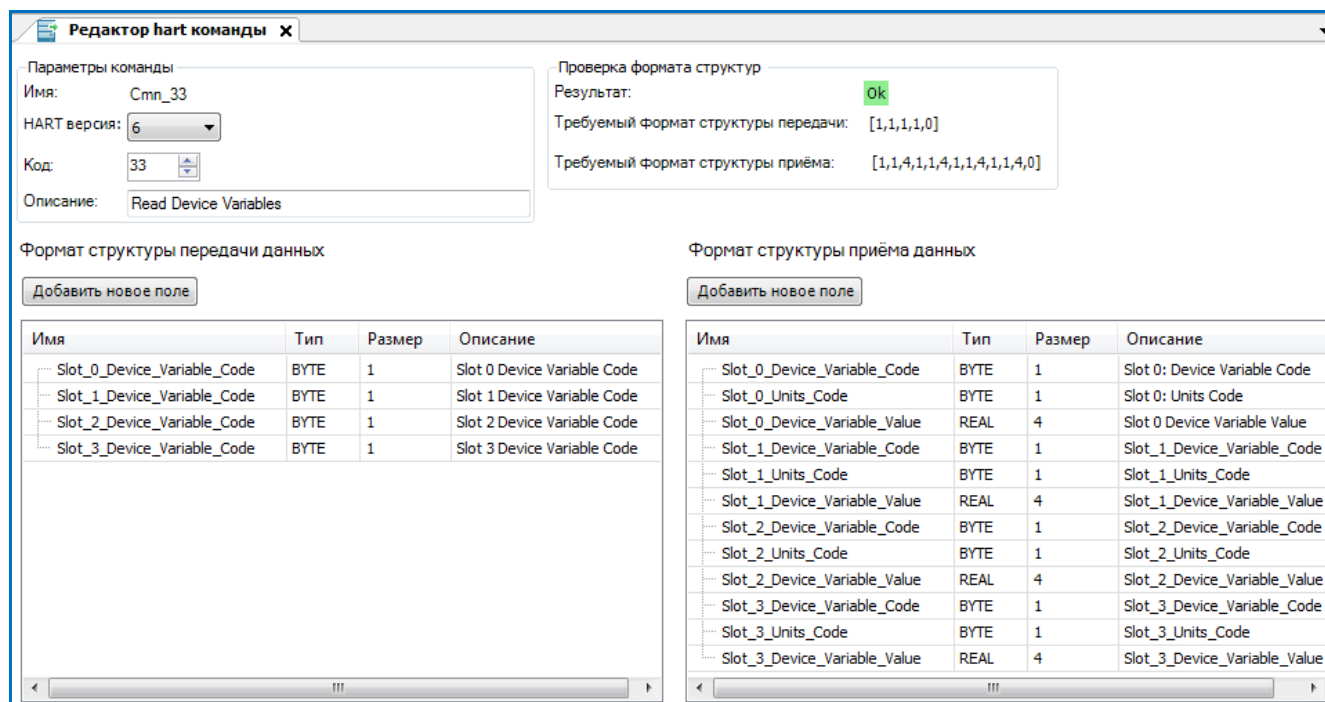 Редактор hart команды x
Параметры команды
Имя: Cmn_33
HART версия: 6
Код: 33
Описание: Read Device Variables
Проверка формата структур
Результат: Ok
Требуемый формат структуры передачи: [1,1,1,1,0]
Требуемый формат структуры приёма: [1,1,4,1,1,4,1,1,4,1,1,4,0]
Формат структуры передачи данных
Добавить новое поле
Имя Тип Размер Описание
Slot_0_Device_Variable_Code BYTE 1 Slot 0 Device Variable Code
Slot_1_Device_Variable_Code BYTE 1 Slot 1 Device Variable Code
Slot_2_Device_Variable_Code BYTE 1 Slot 2 Device Variable Code
Slot_3_Device_Variable_Code BYTE 1 Slot 3 Device Variable Code
Формат структуры приёма данных
Добавить новое поле
Имя Тип Размер Описание
Slot_0_Device_Variable_Code BYTE 1 Slot 0: Device Variable Code
Slot_0_Units_Code BYTE 1 Slot 0: Units Code
Slot_0_Device_Variable_Value REAL 4 Slot 0 Device Variable Value
Slot_1_Device_Variable_Code BYTE 1 Slot_1_Device_Variable_Code
Slot_1_Units_Code BYTE 1 Slot_1_Units_Code
Slot_1_Device_Variable_Value REAL 4 Slot_1_Device_Variable_Value
Slot_2_Device_Variable_Code BYTE 1 Slot_2_Device_Variable_Code
Slot_2_Units_Code BYTE 1 Slot_2_Units_Code
Slot_2_Device_Variable_Value REAL 4 Slot_2_Device_Variable_Value
Slot_3_Device_Variable_Code BYTE 1 Slot_3_Device_Variable_Code
Slot_3_Units_Code BYTE 1 Slot_3_Units_Code
Slot_3_Device_Variable_Value REAL 4 Slot_3_Device_Variable_Value